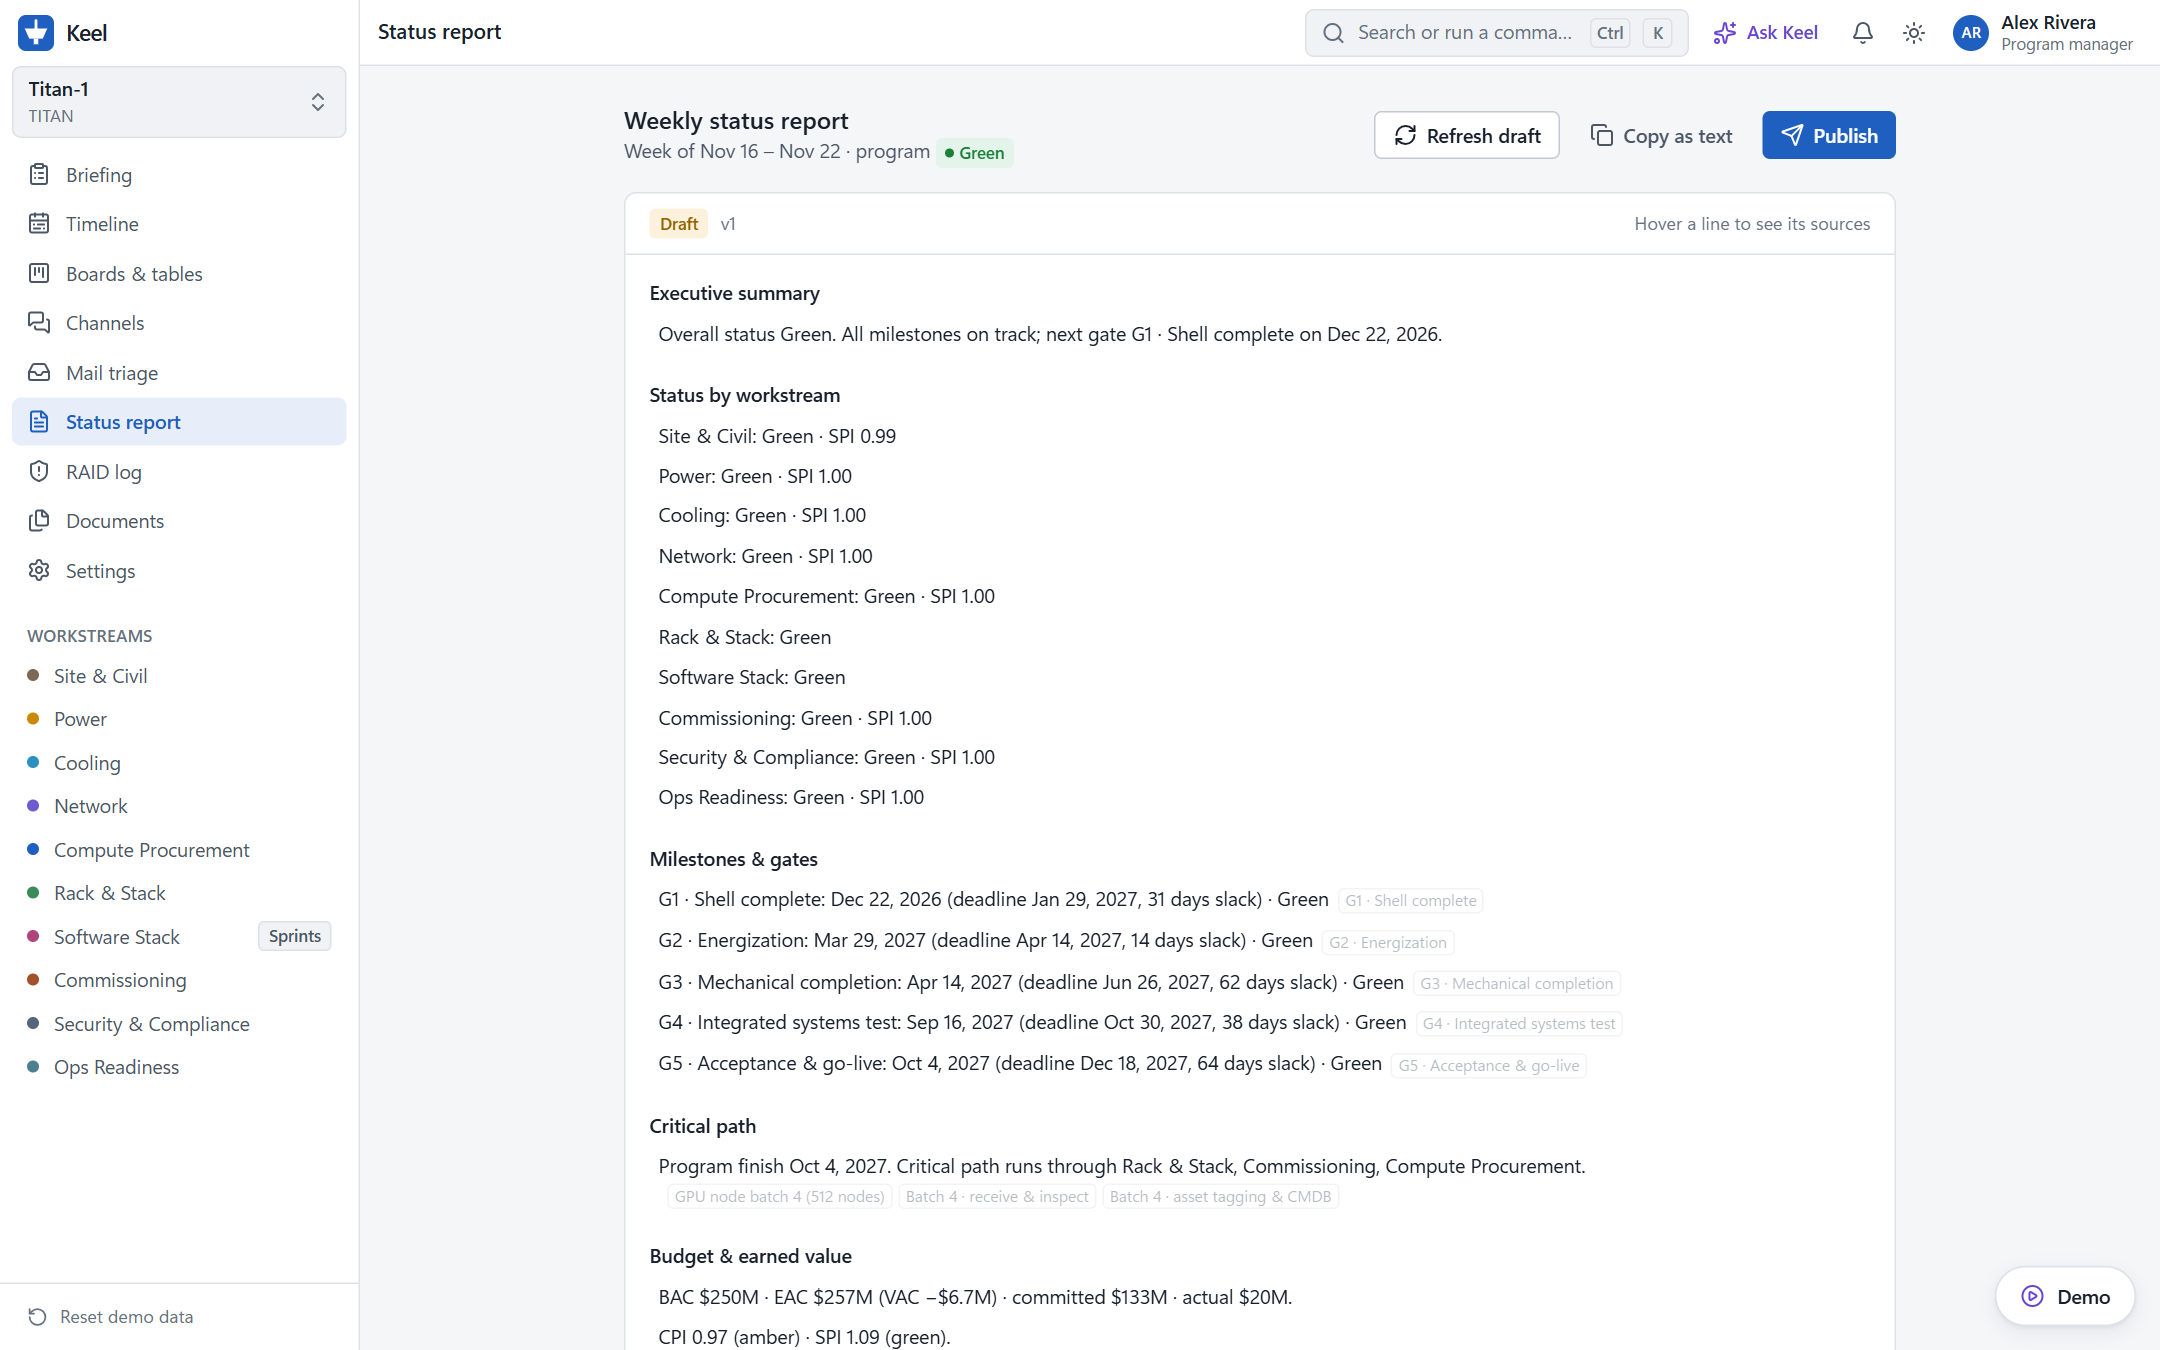 Keel
Titan-1
TITAN
Briefing
Timeline
Boards & tables
Channels
Mail triage
Status report
RAID log
Documents
Settings
WORKSTREAMS
Site & Civil
Power
Cooling
Network
Compute Procurement
Rack & Stack
Software Stack Sprints
Commissioning
Security & Compliance
Ops Readiness
Reset demo data
Status report
Search or run a comma... Ctrl K
Ask Keel
AR
Alex Rivera
Program manager
Weekly status report
Week of Nov 16 – Nov 22 · program Green
Refresh draft
Copy as text
Publish
Draft v1
Hover a line to see its sources
Executive summary
Overall status Green. All milestones on track; next gate G1 · Shell complete on Dec 22, 2026.
Status by workstream
Site & Civil: Green · SPI 0.99
Power: Green · SPI 1.00
Cooling: Green · SPI 1.00
Network: Green · SPI 1.00
Compute Procurement: Green · SPI 1.00
Rack & Stack: Green
Software Stack: Green
Commissioning: Green · SPI 1.00
Security & Compliance: Green · SPI 1.00
Ops Readiness: Green · SPI 1.00
Milestones & gates
G1 · Shell complete: Dec 22, 2026 (deadline Jan 29, 2027, 31 days slack) · Green G1 · Shell complete
G2 · Energization: Mar 29, 2027 (deadline Apr 14, 2027, 14 days slack) · Green G2 · Energization
G3 · Mechanical completion: Apr 14, 2027 (deadline Jun 26, 2027, 62 days slack) · Green G3 · Mechanical completion
G4 · Integrated systems test: Sep 16, 2027 (deadline Oct 30, 2027, 38 days slack) · Green G4 · Integrated systems test
G5 · Acceptance & go-live: Oct 4, 2027 (deadline Dec 18, 2027, 64 days slack) · Green G5 · Acceptance & go-live
Critical path
Program finish Oct 4, 2027. Critical path runs through Rack & Stack, Commissioning, Compute Procurement.
GPU node batch 4 (512 nodes) Batch 4 · receive & inspect Batch 4 · asset tagging & CMDB
Budget & earned value
BAC $250M · EAC $257M (VAC −$6.7M) · committed $133M · actual $20M.
CPI 0.97 (amber) · SPI 1.09 (green).
Demo